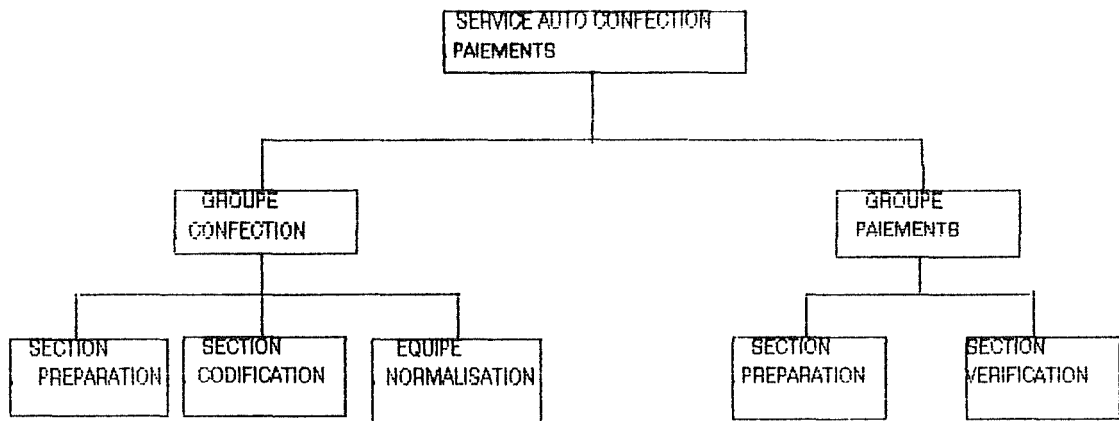 SERVICE AUTO CONFECTION
PAIEMENTS
GROUPE
CONFECTION
GROUPE
PAIEMENTS
SECTION
PREPARATION
SECTION
CODIFICATION
EQUIPE
NORMALISATION
SECTION
PREPARATION
SECTION
VERIFICATION